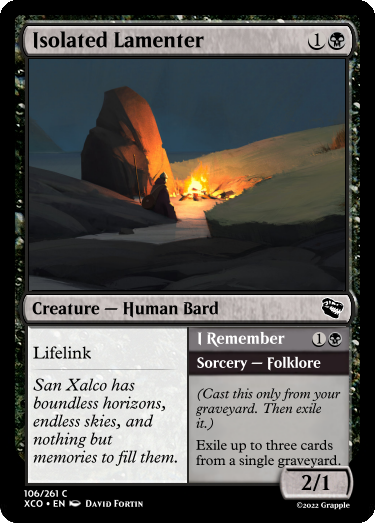 Isolated Lamenter 1
Creature — Human Bard
Lifelink
San Xalco has
boundless horizons,
endless skies, and
nothing but
memories to fill them.
I Remember 1
Sorcery — Folklore
(Cast this only from your
graveyard. Then exile
it.)
Exile up to three cards
from a single graveyard.
2/1
106/261 C
XCO • EN David Fortin
©2022 Grapple